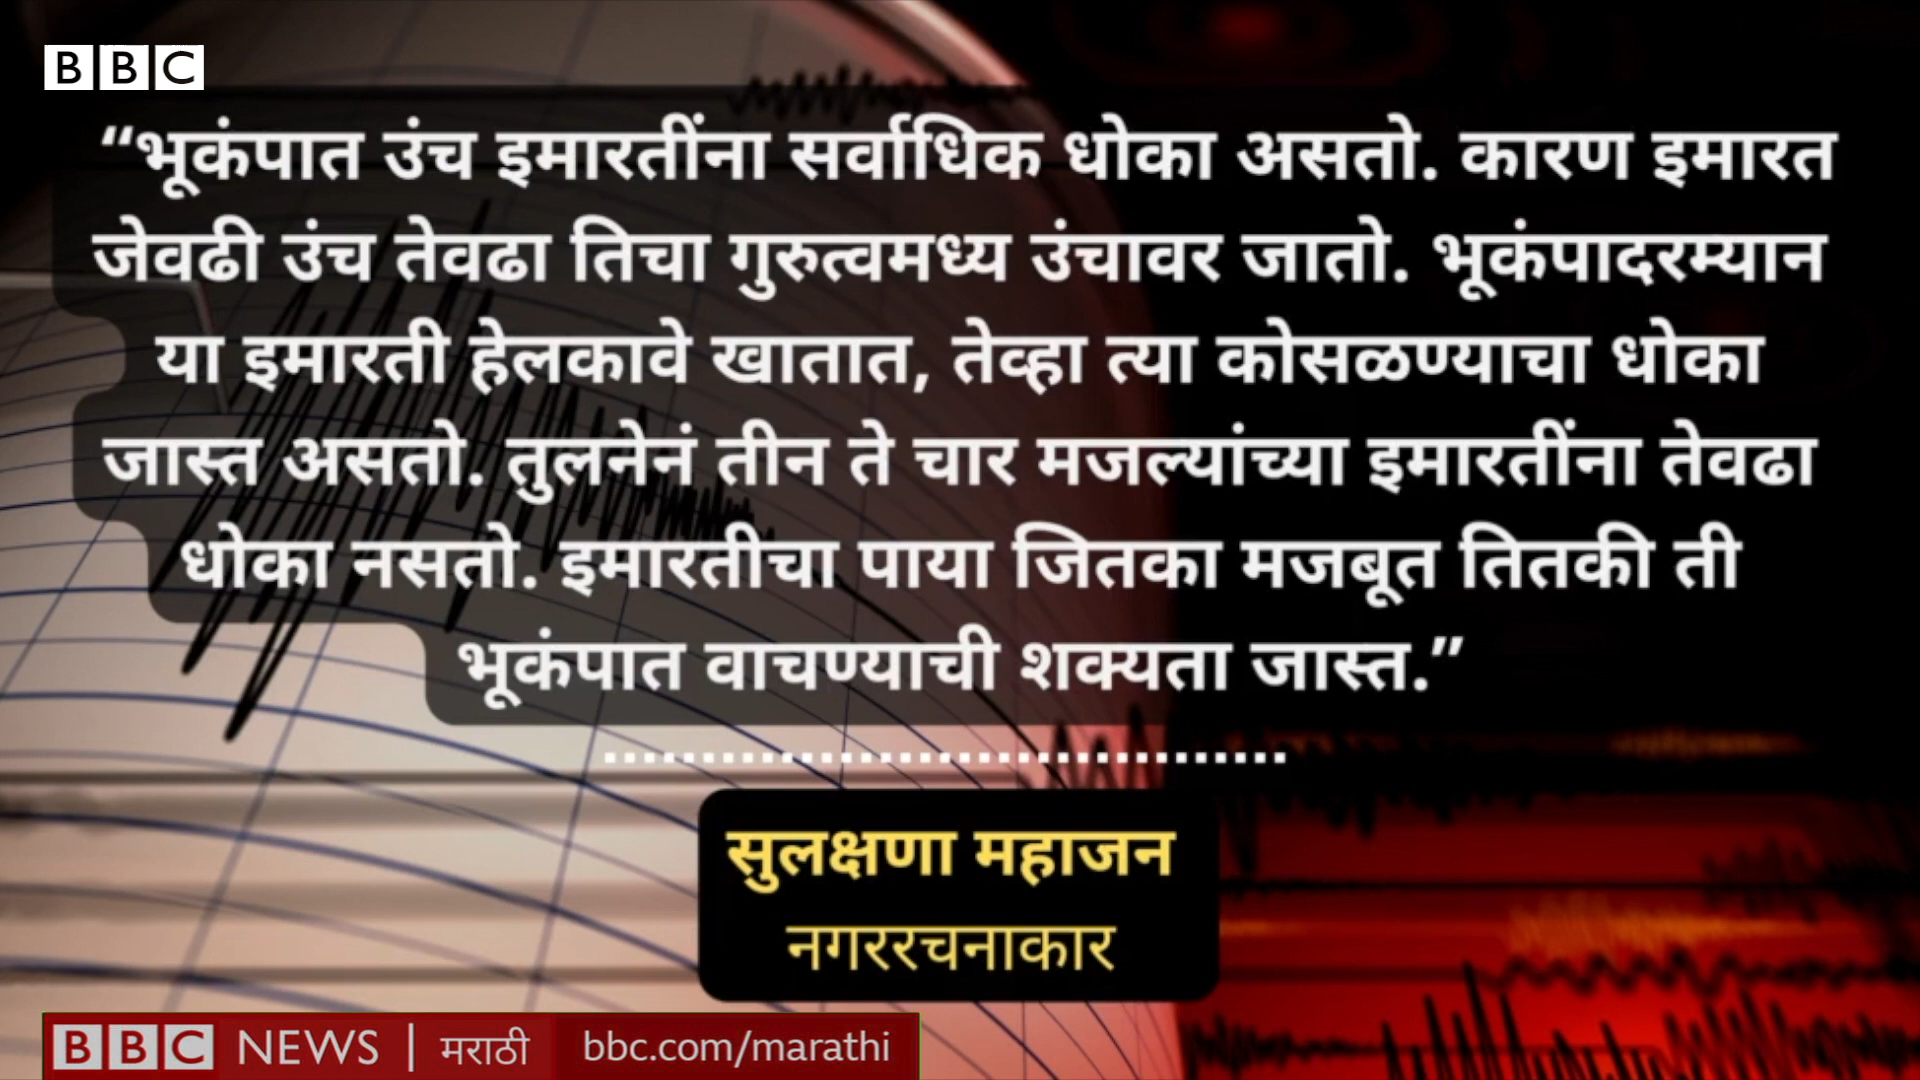 BBC
“भूकंपात उंच इमारतींना सर्वाधिक धोका असतो. कारण इमारत
जेवढी उंच तेवढा तिचा गुरुत्वमध्य उंचावर जातो. भूकंपादरम्यान
या इमारती हेलकावे खातात, तेव्हा त्या कोसळण्याचा धोका
जास्त असतो. तुलनेनं तीन ते चार मजल्यांच्या इमारतींना तेवढा
धोका नसतो. इमारतीचा पाया जितका मजबूत तितकी ती
भूकंपात वाचण्याची शक्यता जास्त.”
सुलक्षणा महाजन
नगररचनाकार
BBC NEWS | मराठी bbc.com/marathi